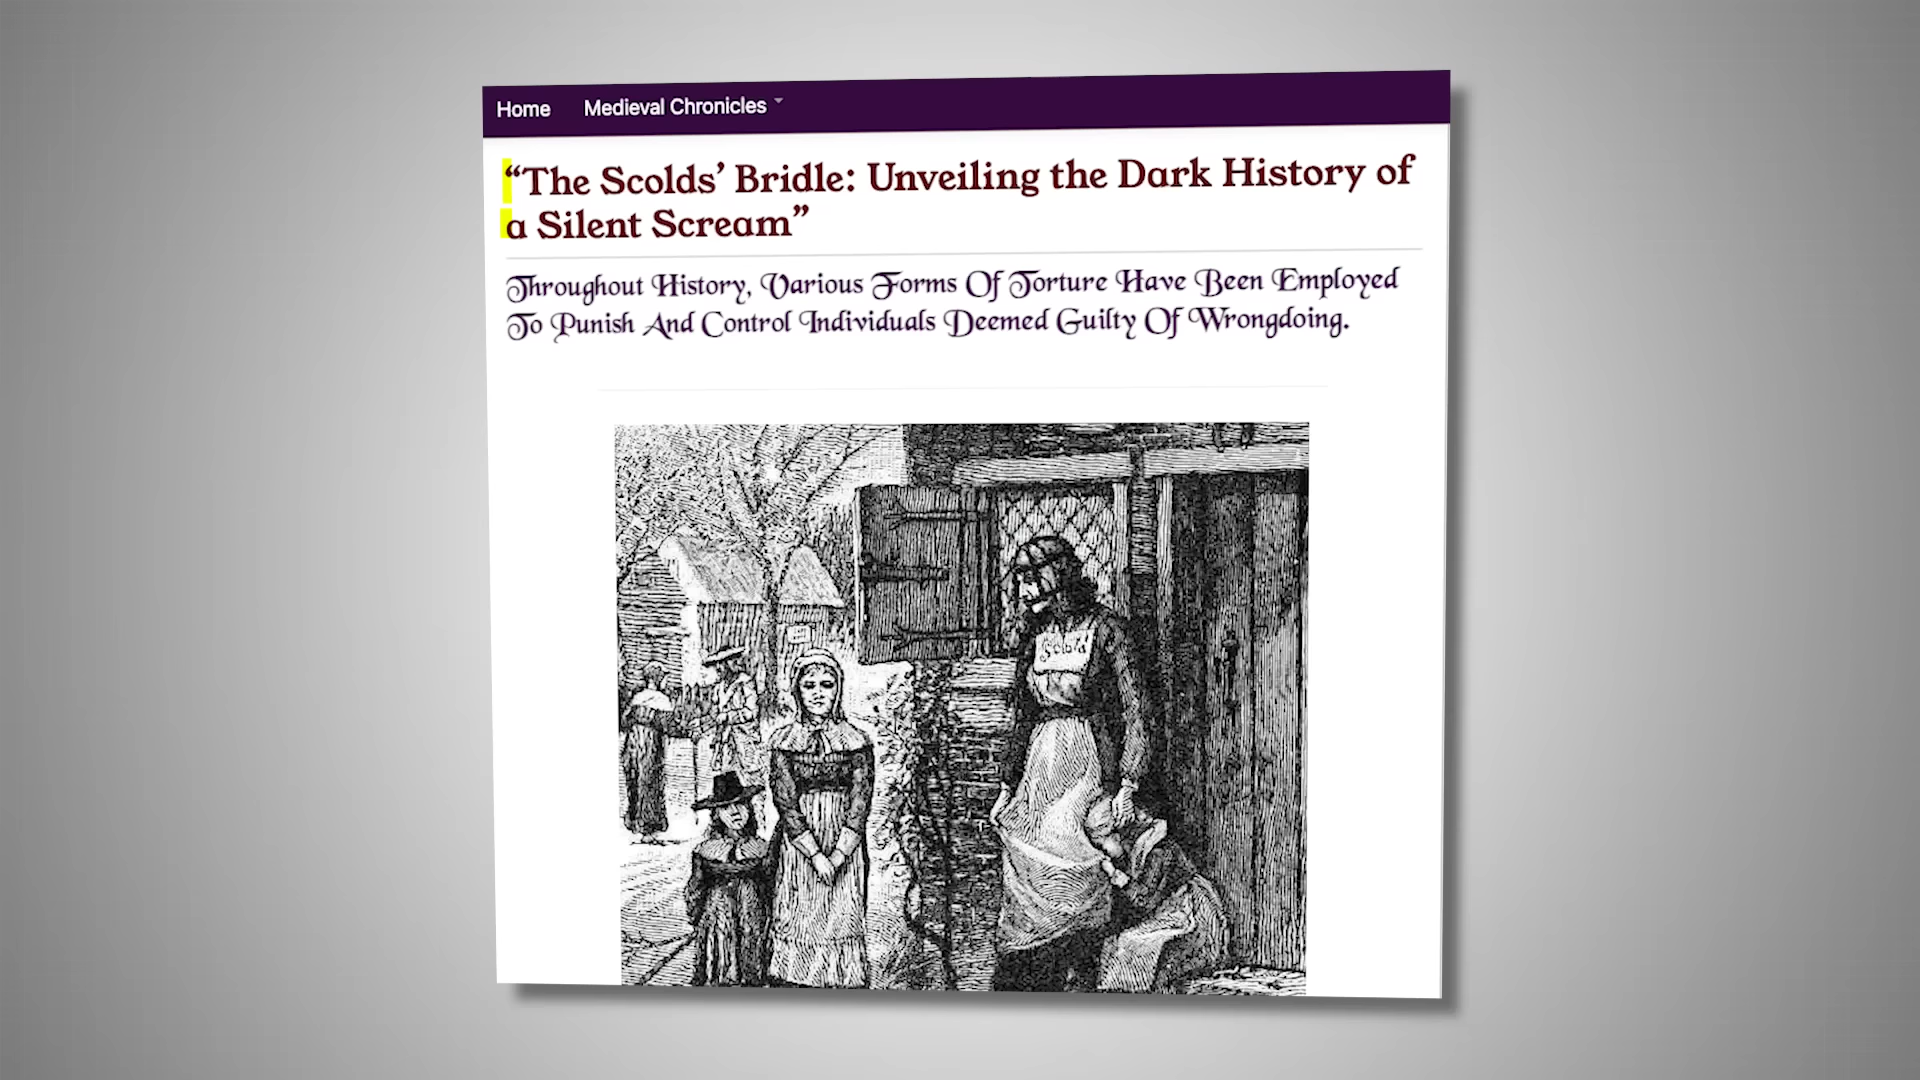 Home Medieval Chronicles
“The Scolds’ Bridle: Unveiling the Dark History of
a Silent Scream”
Throughout History, Various Forms Of Torture Have Been Employed
To Punish And Control Individuals Deemed Guilty Of Wrongdoing.
Scold